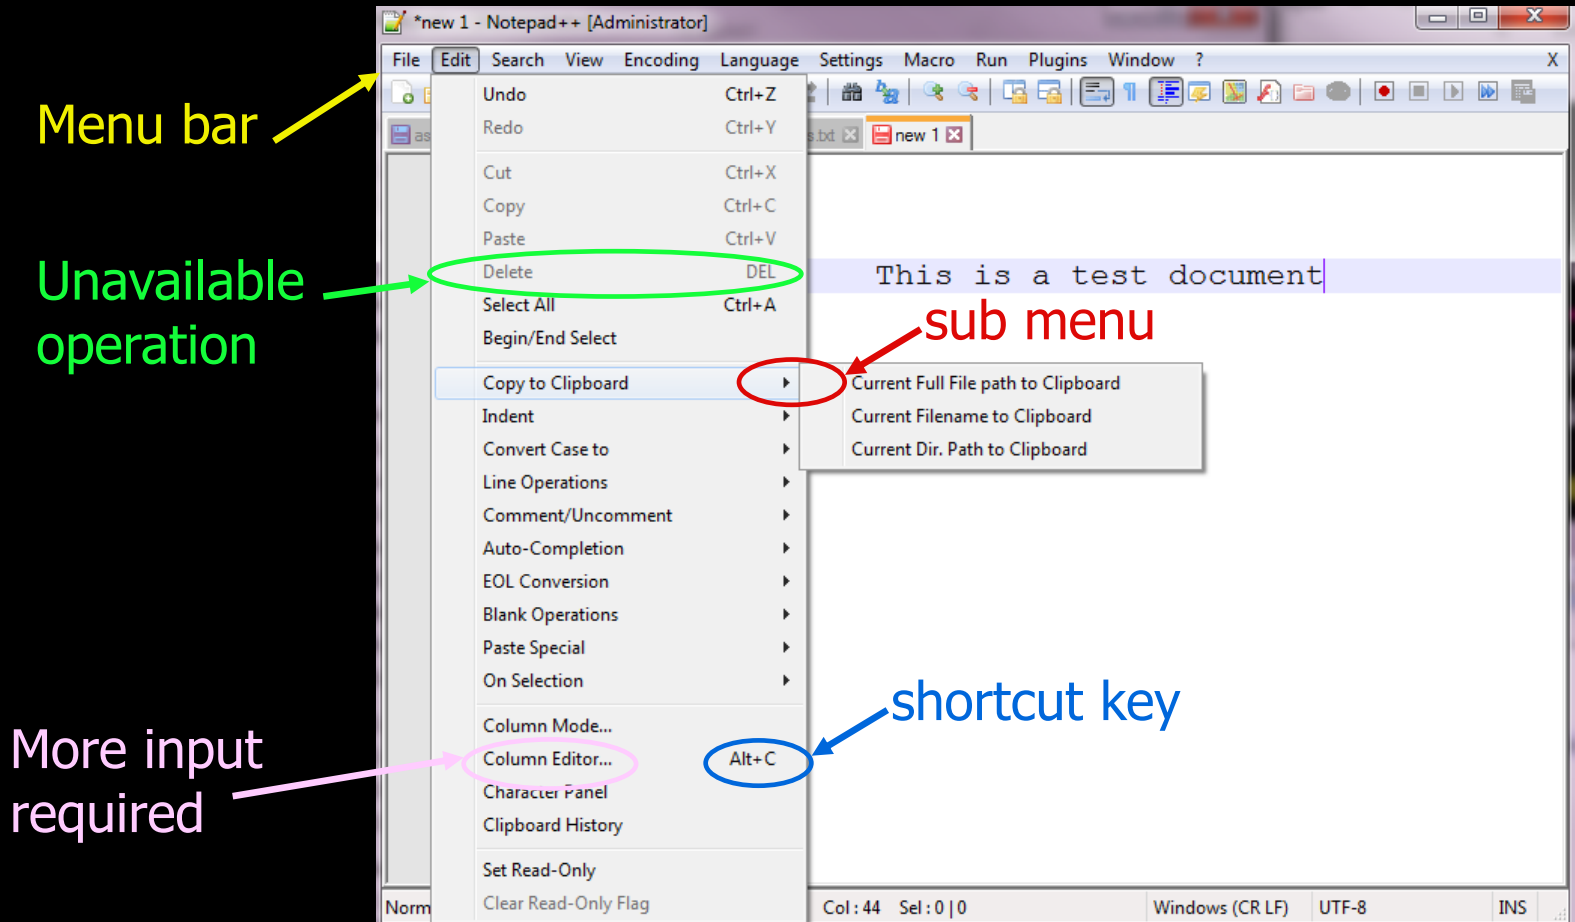 *new 1 - Notepad++ [Administrator]
File Edit Search View Encoding Language Settings Macro Run Plugins Window ? X
Menu bar
as
s.txt
new 1
Undo Ctrl+Z
Redo Ctrl+Y
Cut Ctrl+X
Copy Ctrl+C
Paste Ctrl+V
Unavailable
operation
Delete DEL
This is a test document
Select All Ctrl+A
Begin/End Select
sub menu
Copy to Clipboard
Current Full File path to Clipboard
Indent
Current Filename to Clipboard
Convert Case to
Current Dir. Path to Clipboard
Line Operations
Comment/Uncomment
Auto-Completion
EOL Conversion
Blank Operations
Paste Special
On Selection
shortcut key
Column Mode...
More input
required
Column Editor... Alt+C
Character Panel
Clipboard History
Set Read-Only
Clear Read-Only Flag
Norm
Col : 44 Sel : 0 | 0
Windows (CR LF)
UTF-8
INS